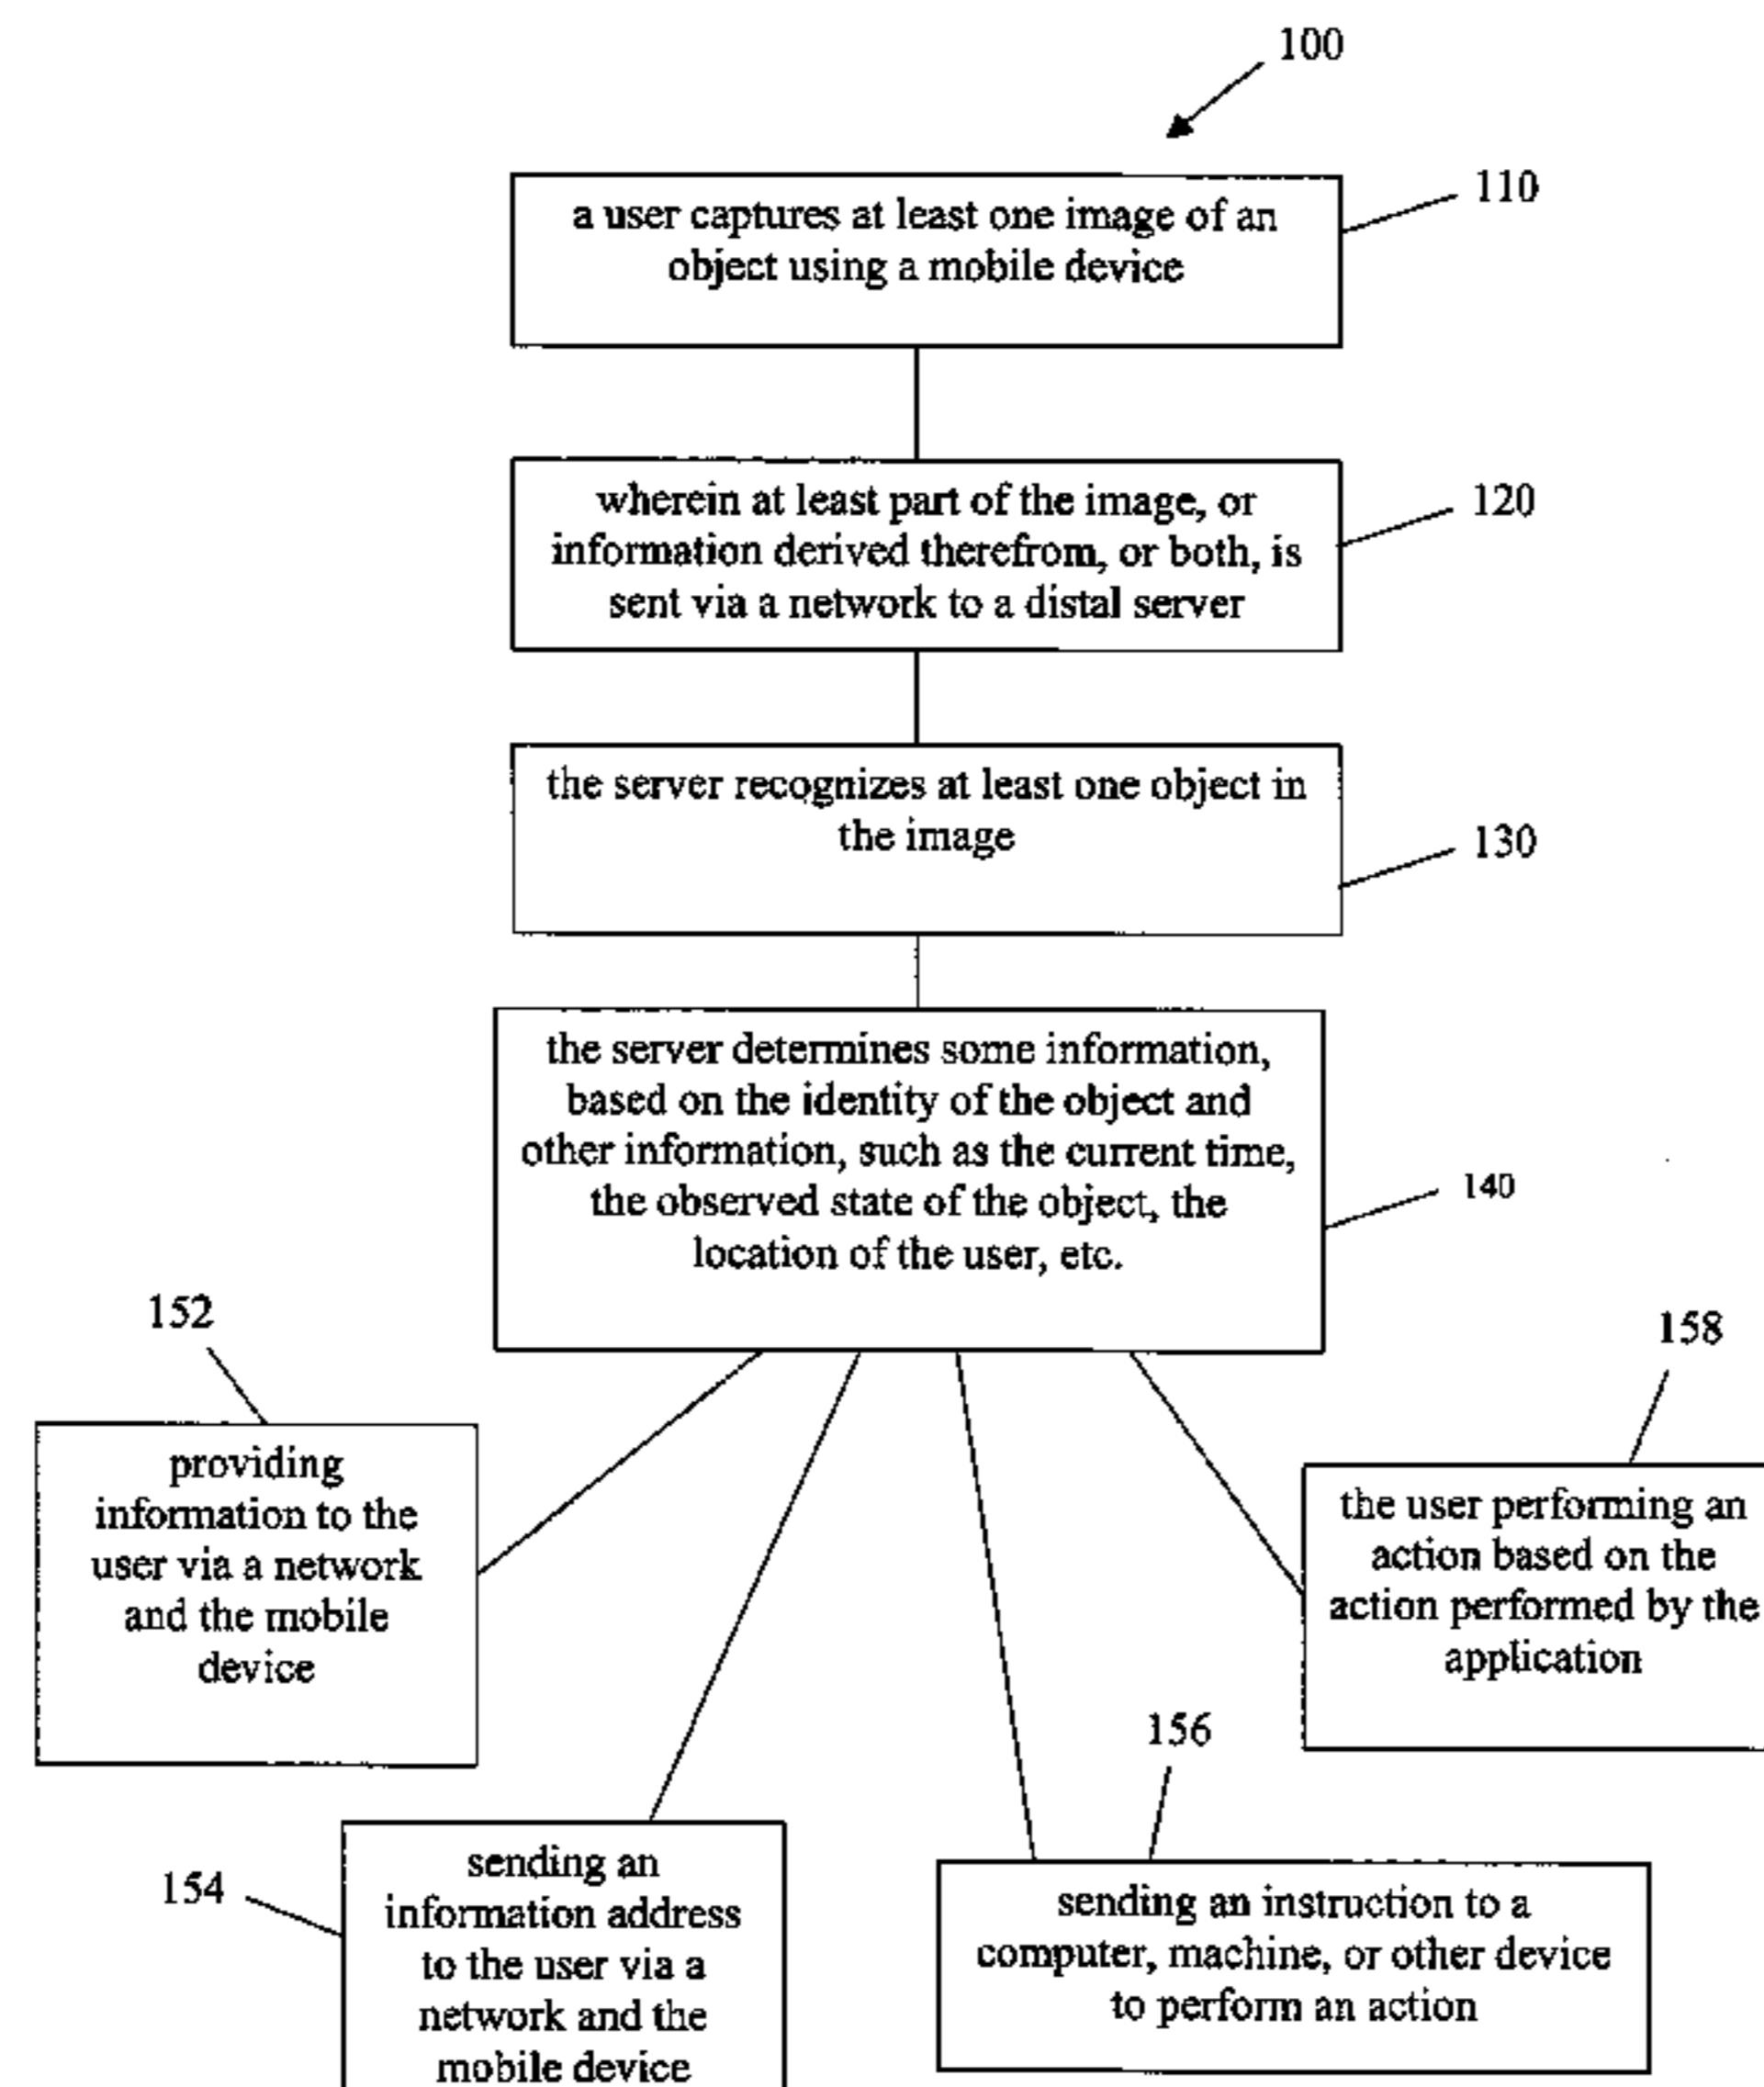 100
110
a user captures at least one image of an
object using a mobile device
120
wherein at least part of the image, or
information derived therefrom, or both, is
sent via a network to a distal server
130
the server recognizes at least one object in
the image
140
the server determines some information,
based on the identity of the object and
other information, such as the current time,
the observed state of the object, the
location of the user, etc.
152
providing
information to the
user via a network
and the mobile
device
158
the user performing an
action based on the
action performed by the
application
154
sending an
information address
to the user via a
network and the
mobile device
156
sending an instruction to a
computer, machine, or other device
to perform an action